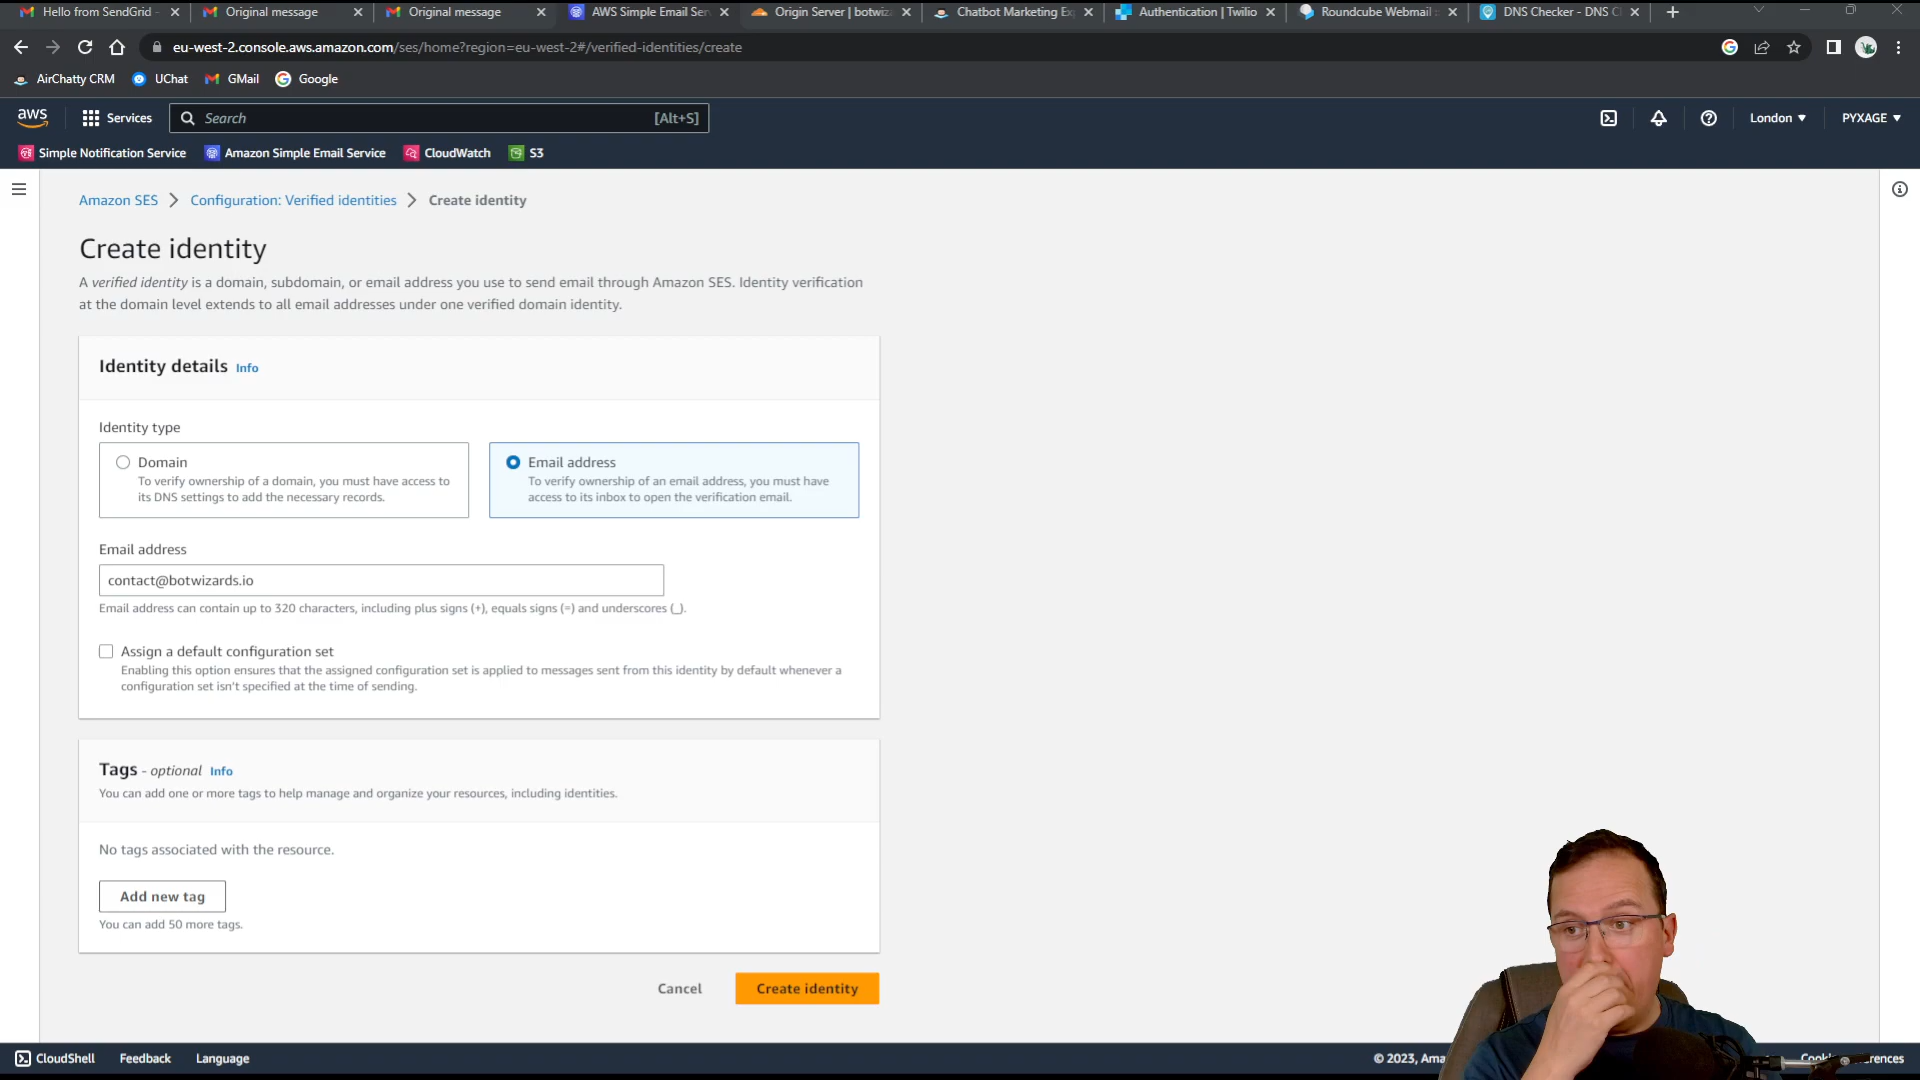 Hello from SendGrid -
Original message
Original message
AWS Simple Email Serv
Origin Server | botwiz
Chatbot Marketing Ex
Authentication | Twilio
Roundcube Webmail :
DNS Checker - DNS C
eu-west-2.console.aws.amazon.com/ses/home?region=eu-west-2#/verified-identities/create
AirChatty CRM
UChat
GMail
Google
aws
Services
Search
[Alt+S]
London
PYXAGE
Simple Notification Service
Amazon Simple Email Service
CloudWatch
S3
Amazon SES
Configuration: Verified identities
Create identity
Create identity
A verified identity is a domain, subdomain, or email address you use to send email through Amazon SES. Identity verification
at the domain level extends to all email addresses under one verified domain identity.
Identity details Info
Identity type
Domain
To verify ownership of a domain, you must have access to
its DNS settings to add the necessary records.
Email address
To verify ownership of an email address, you must have
access to its inbox to open the verification email.
Email address
contact@botwizards.io
Email address can contain up to 320 characters, including plus signs (+), equals signs (=) and underscores (_).
Assign a default configuration set
Enabling this option ensures that the assigned configuration set is applied to messages sent from this identity by default whenever a
configuration set isn't specified at the time of sending.
Tags - optional Info
You can add one or more tags to help manage and organize your resources, including identities.
No tags associated with the resource.
Add new tag
You can add 50 more tags.
Cancel
Create identity
CloudShell
Feedback
Language
© 2023, Ama